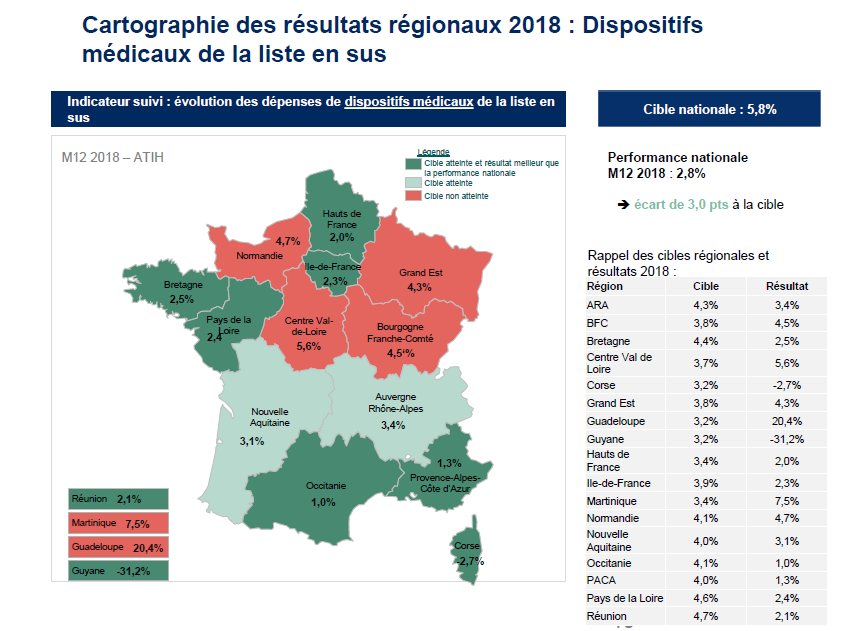 Cartographie des résultats régionaux 2018 : Dispositifs
médicaux de la liste en sus
Indicateur suivi : évolution des dépenses de dispositifs médicaux de la liste en
sus
Cible nationale : 5,8%
M12 2018 – ATIH
Légende
Cible atteinte et résultat meilleur que
la performance nationale
Cible atteinte
Cible non atteinte
Performance nationale
M12 2018 : 2,8%
➔ écart de 3,0 pts à la cible
Hauts de
France
2,0%
4,7%
Normandie
Ile-de-France
2,3%
Grand Est
4,3%
Bretagne
2,5%
Pays de la
Loire
2,4
Centre Val-
de-Loire
5,6%
Bourgogne
Franche-Comté
4,5%
Auvergne
Rhône-Alpes
3,4%
Nouvelle
Aquitaine
3,1%
Occitanie
1,0%
1,3%
Provence-Alpes-
Côte d'Azur
Corse
-2,7%
Réunion 2,1%
Martinique 7,5%
Guadeloupe 20,4%
Guyane -31,2%
Rappel des cibles régionales et
résultats 2018 :
Région Cible Résultat
ARA 4,3% 3,4%
BFC 3,8% 4,5%
Bretagne 4,4% 2,5%
Centre Val de
Loire 3,7% 5,6%
Corse 3,2% -2,7%
Grand Est 3,8% 4,3%
Guadeloupe 3,2% 20,4%
Guyane 3,2% -31,2%
Hauts de
France 3,4% 2,0%
Ile-de-France 3,9% 2,3%
Martinique 3,4% 7,5%
Normandie 4,1% 4,7%
Nouvelle
Aquitaine 4,0% 3,1%
Occitanie 4,1% 1,0%
PACA 4,0% 1,3%
Pays de la Loire 4,6% 2,4%
Réunion 4,7% 2,1%